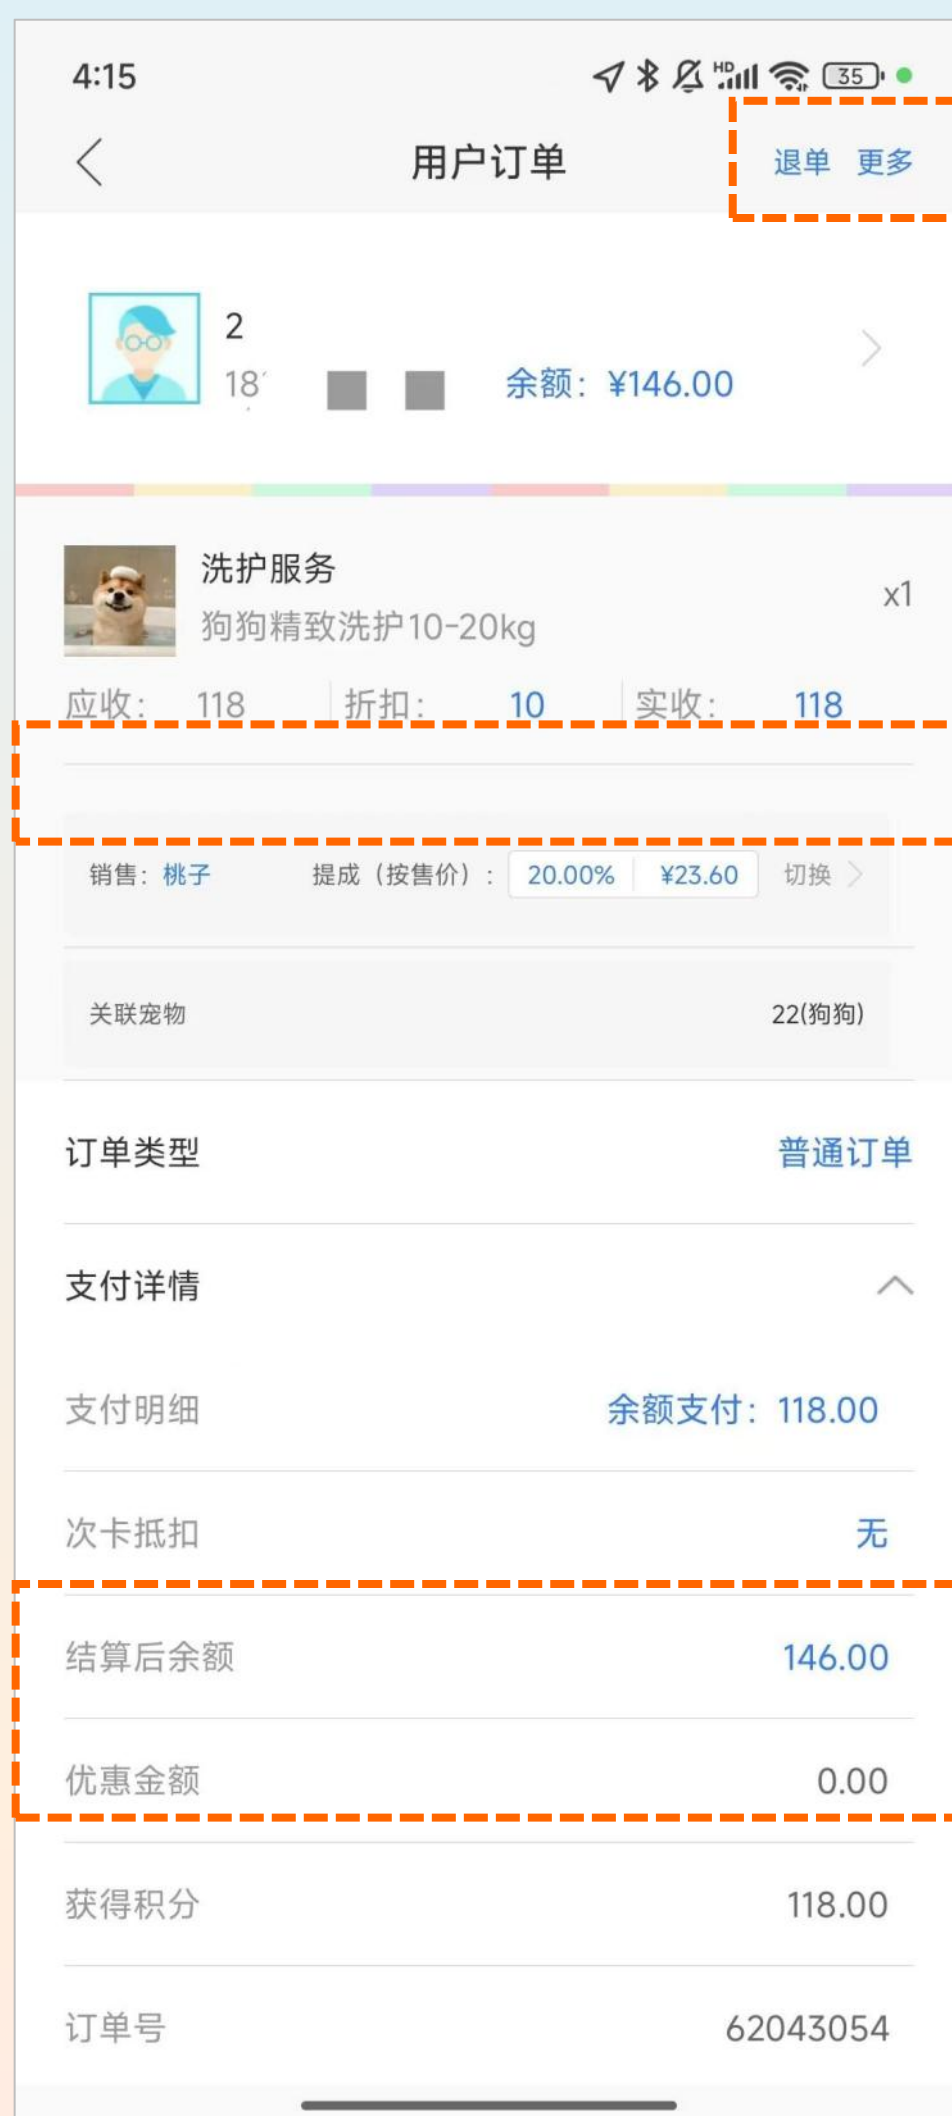 4:15
HD 35
用户订单 退单 更多
2
18 余额：¥146.00
洗护服务
x1
狗狗精致洗护10-20kg
应收： 118 折扣： 10 实收： 118
销售：桃子 提成（按售价）： 20.00% ¥23.60 切换
关联宠物 22(狗狗)
订单类型 普通订单
支付详情
支付明细 余额支付：118.00
次卡抵扣 无
结算后余额 146.00
优惠金额 0.00
获得积分 118.00
订单号 62043054